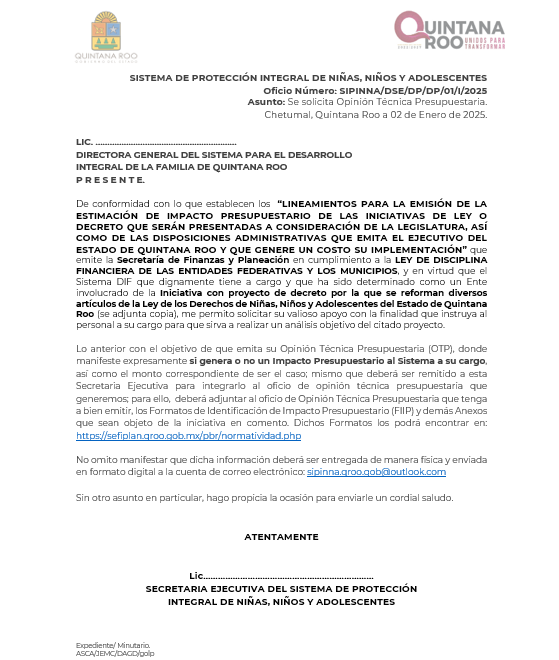 QUINTANA ROO
QUINTANA
ROO UNIDOS PARA
TRANSFORMAR
SISTEMA DE PROTECCIÓN INTEGRAL DE NIÑAS, NIÑOS Y ADOLESCENTES
Oficio Número: SIPINNA/DSE/DP/DP/01/I/2025
Asunto: Se solicita Opinión Técnica Presupuestaria.
Chetumal, Quintana Roo a 02 de Enero de 2025.
LIC. ................................................
DIRECTORA GENERAL DEL SISTEMA PARA EL DESARROLLO
INTEGRAL DE LA FAMILIA DE QUINTANA ROO
P R E S E N T E.
De conformidad con lo que establecen los “LINEAMIENTOS PARA LA EMISIÓN DE LA
ESTIMACIÓN DE IMPACTO PRESUPUESTARIO DE LAS INICIATIVAS DE LEY O
DECRETO QUE SERÁN PRESENTADAS A CONSIDERACIÓN DE LA LEGISLATURA, ASÍ
COMO DE LAS DISPOSICIONES ADMINISTRATIVAS QUE EMITA EL EJECUTIVO DEL
ESTADO DE QUINTANA ROO Y QUE GENERE UN COSTO SU IMPLEMENTACIÓN” que
emite la Secretaría de Finanzas y Planeación en cumplimiento a la LEY DE DISCIPLINA
FINANCIERA DE LAS ENTIDADES FEDERATIVAS Y LOS MUNICIPIOS, y en virtud que el
Sistema DIF que dignamente tiene a cargo y que ha sido determinado como un Ente
involucrado de la Iniciativa con proyecto de decreto por la que se reforman diversos
artículos de la Ley de los Derechos de Niñas, Niños y Adolescentes del Estado de Quintana
Roo (se adjunta copia), me permito solicitar su valioso apoyo con la finalidad que instruya al
personal a su cargo para que sirva a realizar un análisis objetivo del citado proyecto.
Lo anterior con el objetivo de que emita su Opinión Técnica Presupuestaria (OTP), donde
manifieste expresamente si genera o no un Impacto Presupuestario al Sistema a su cargo,
así como el monto correspondiente de ser el caso; mismo que deberá ser remitido a esta
Secretaría Ejecutiva para integrarlo al oficio de opinión técnica presupuestaria que
generemos; para ello, deberá adjuntar al oficio de Opinión Técnica Presupuestaria que tenga
a bien emitir, los Formatos de Identificación de Impacto Presupuestario (FIIP) y demás Anexos
que sean objeto de la iniciativa en comento. Dichos Formatos los podrá encontrar en:
https://sefiplan.qroo.gob.mx/pbr/normatividad.php
No omito manifestar que dicha información deberá ser entregada de manera física y enviada
en formato digital a la cuenta de correo electrónico: sipinna.qroo.gob@outlook.com
Sin otro asunto en particular, hago propicia la ocasión para enviarle un cordial saludo.
ATENTAMENTE
Lic..........................................................
SECRETARIA EJECUTIVA DEL SISTEMA DE PROTECCIÓN
INTEGRAL DE NIÑAS, NIÑOS Y ADOLESCENTES
Expediente/ Minutario.
ASCA/JEMC/DAGD/golp